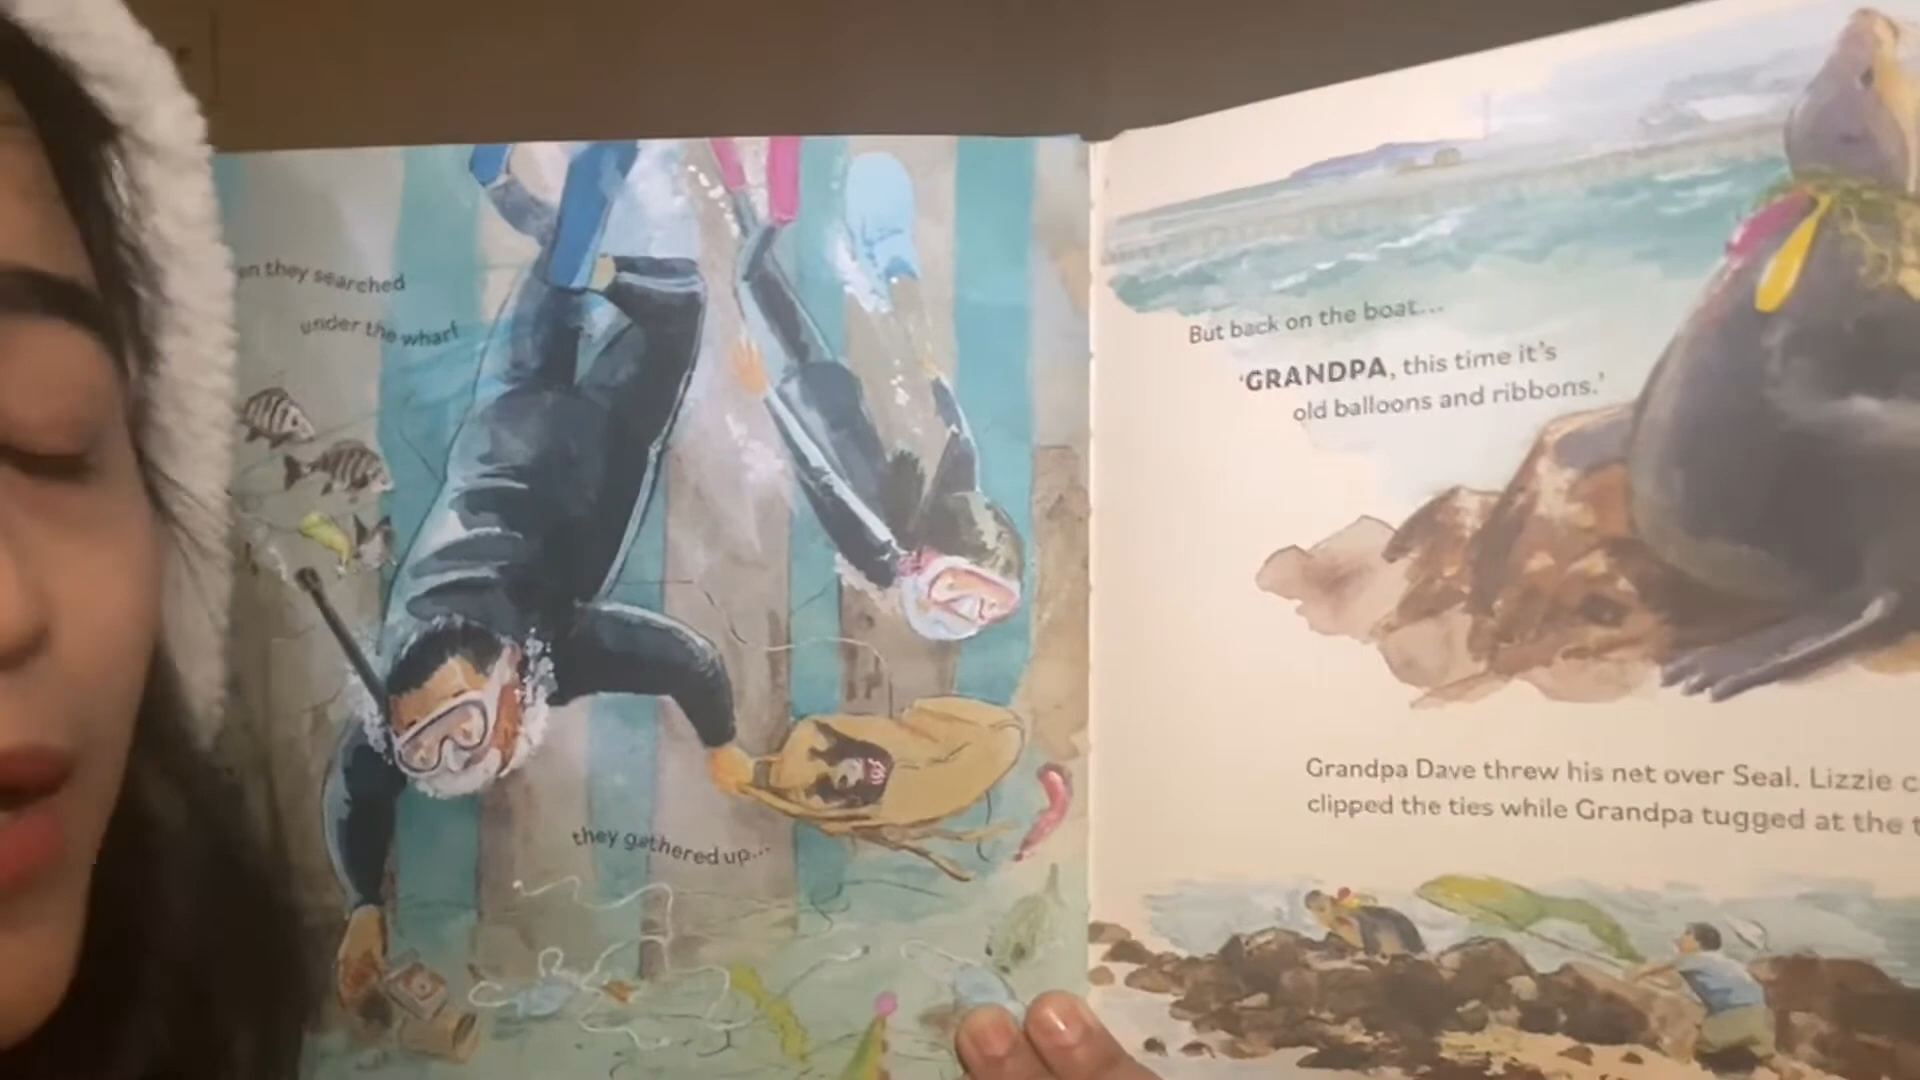 en they searched
under the wharf
they gathered up...
But back on the boat...
‘GRANDPA, this time it’s
old balloons and ribbons.’
Grandpa Dave threw his net over Seal. Lizzie c
clipped the ties while Grandpa tugged at the t